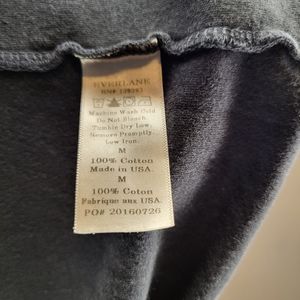 EVERLANE
Machine Wash Cold
Do Not Bleach
Tumble Dry Low
Remove Promptly
Low Iron.
M
100% Cotton
Made in USA.
M
100% Coton
Fabrique aux USA.
PO# 20160726